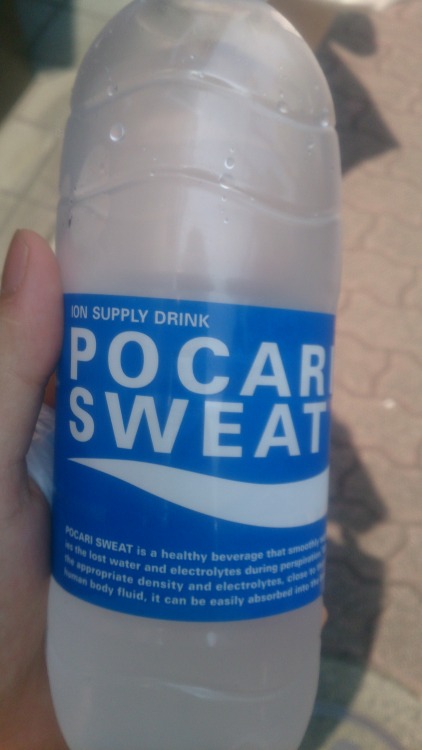 ION SUPPLY DRINK
POCARI
SWEAT
POCARI SWEAT is a healthy beverage that smoothly
the lost water and electrolytes during perspiration.
the appropriate density and electrolytes, close to
human body fluid, it can be easily absorbed into the